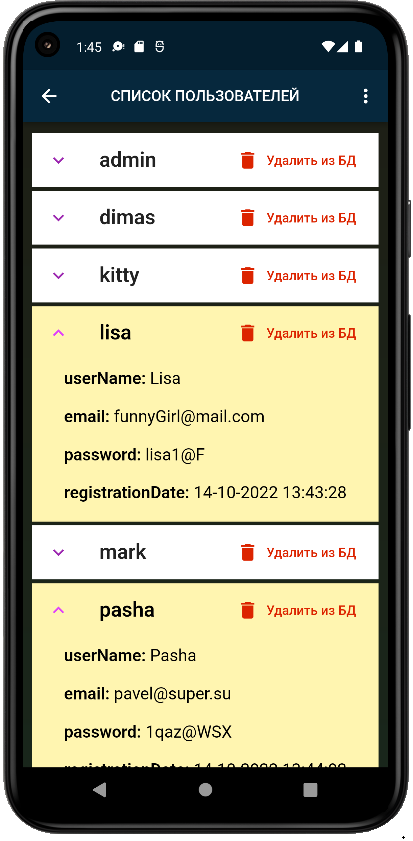 1:45
СПИСОК ПОЛЬЗОВАТЕЛЕЙ
admin Удалить из БД
dimas Удалить из БД
kitty Удалить из БД
lisa Удалить из БД
userName: Lisa
email: funnyGirl@mail.com
password: lisa1@F
registrationDate: 14-10-2022 13:43:28
mark Удалить из БД
pasha Удалить из БД
userName: Pasha
email: pavel@super.su
password: 1qaz@WSX
registrationDate: